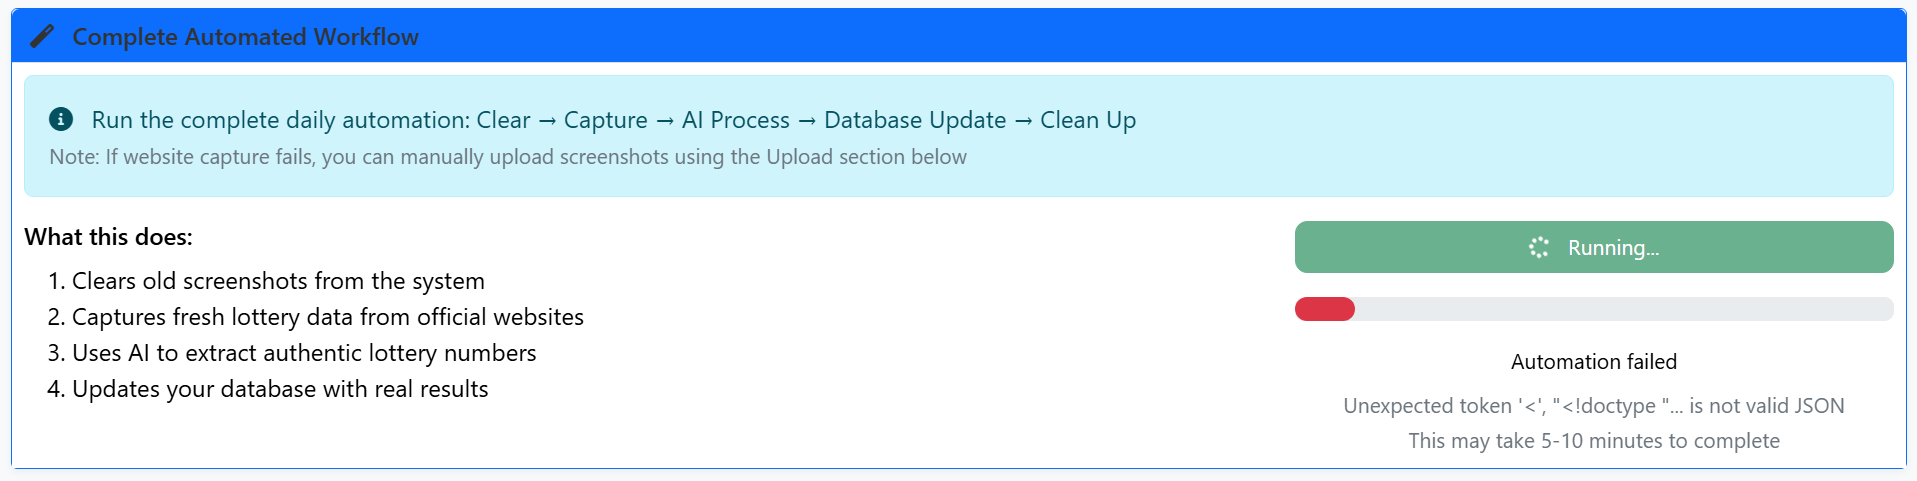 Complete Automated Workflow
Run the complete daily automation: Clear → Capture → AI Process → Database Update → Clean Up
Note: If website capture fails, you can manually upload screenshots using the Upload section below
What this does:
1. Clears old screenshots from the system
2. Captures fresh lottery data from official websites
3. Uses AI to extract authentic lottery numbers
4. Updates your database with real results
Running...
Automation failed
Unexpected token '<', "<!doctype "... is not valid JSON
This may take 5-10 minutes to complete